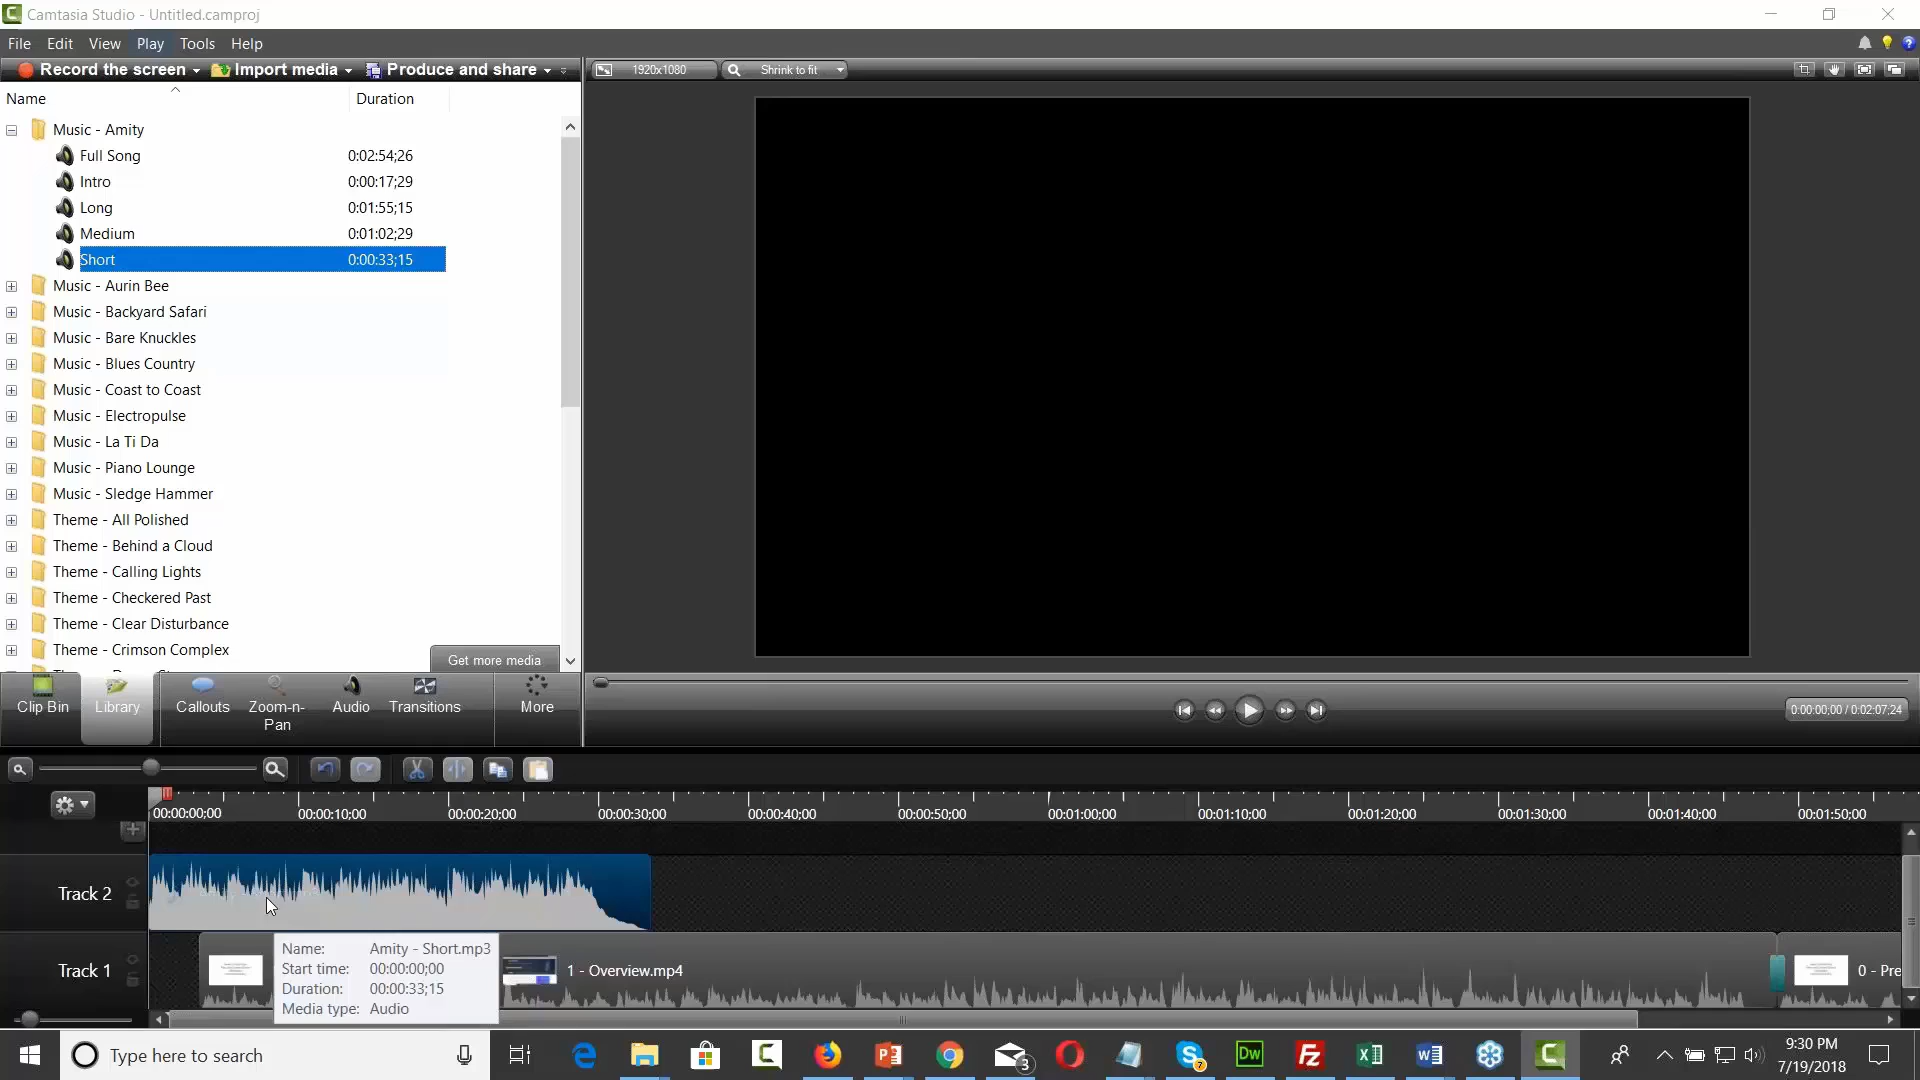 Camtasia Studio - Untitled.camproj
File Edit View Play Tools Help
Record the screen Import media Produce and share 1920x1080 Shrink to fit
Name Duration
Music - Amity
Full Song 0:02:54;26
Intro 0:00:17;29
Long 0:01:55;15
Medium 0:01:02;29
Short 0:00:33;15
Music - Aurin Bee
Music - Backyard Safari
Music - Bare Knuckles
Music - Blues Country
Music - Coast to Coast
Music - Electropulse
Music - La Ti Da
Music - Piano Lounge
Music - Sledge Hammer
Theme - All Polished
Theme - Behind a Cloud
Theme - Calling Lights
Theme - Checkered Past
Theme - Clear Disturbance
Theme - Crimson Complex
Get more media
Clip Bin Library Callouts Zoom-n-Pan Audio Transitions More
0:00:00;00 / 0:02:07;24
00:00:00;00 00:00:10;00 00:00:20;00 00:00:30;00 00:00:40;00 00:00:50;00 00:01:00;00 00:01:10;00 00:01:20;00 00:01:30;00 00:01:40;00 00:01:50;00
Track 2
Track 1 1 - Overview.mp4 0 - Pre
Name: Amity - Short.mp3
Start time: 00:00:00;00
Duration: 00:00:33;15
Media type: Audio
Type here to search 3 7 Dw 9:30 PM
7/19/2018